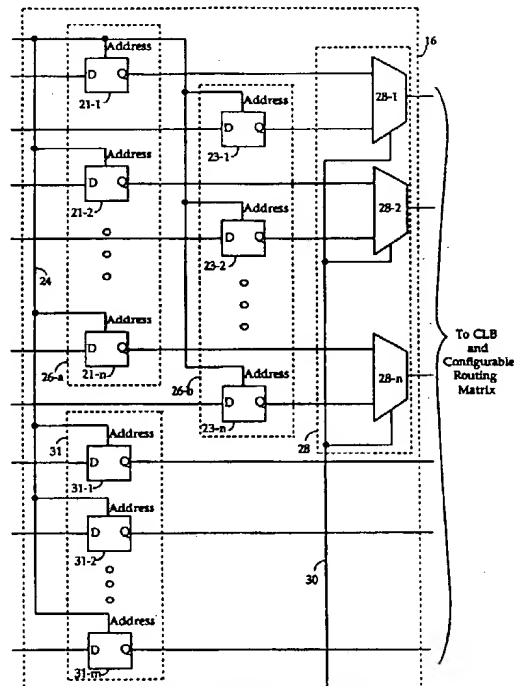 16
Address
D Q
21-1
28-1
Address
D Q
23-1
Address
D Q
21-2
28-2
Address
D Q
23-2
24
Address
D Q
21-n
26-a
28-n
To CLB
and
Configurable
Routing
Matrix
Address
D Q
23-n
26-b
28
31
Address
D Q
31-1
Address
D Q
31-2
30
Address
D Q
31-m